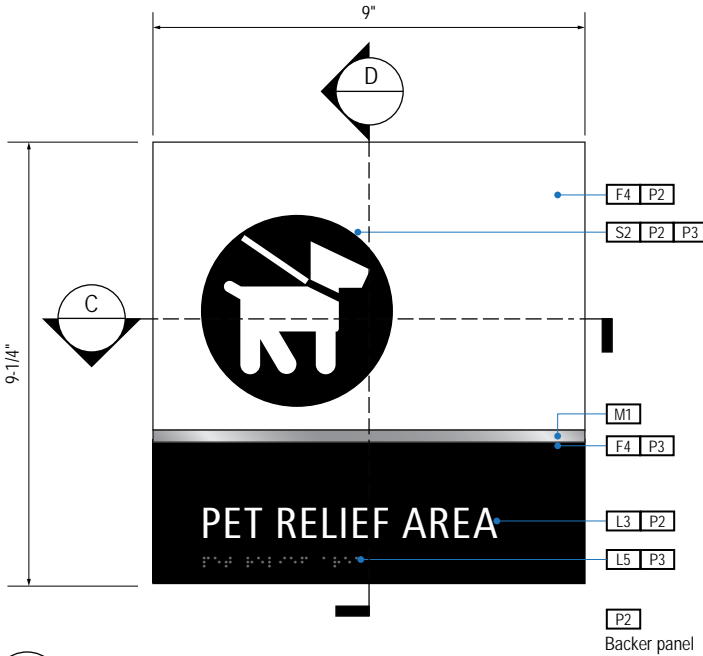 9"
D
F4 P2
S2 P2 P3
C
9-1/4"
M1
F4 P3
PET RELIEF AREA
L3 P2
⠏⠑⠞ ⠗⠑⠇⠊⠑⠋ ⠁⠗⠑⠁
L5 P3
P2
Backer panel